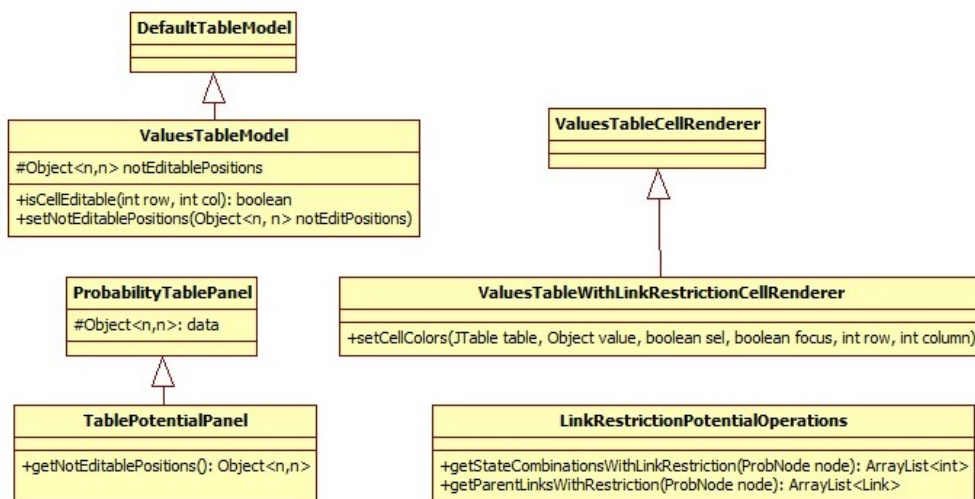 DefaultTableModel
ValuesTableModel
#Object<n,n> notEditablePositions
+isCellEditable(int row, int col): boolean
+setNotEditablePositions(Object<n, n> notEditPositions)
ValuesTableCellRenderer
ProbabilityTablePanel
#Object<n,n>: data
ValuesTableWithLinkRestrictionCellRenderer
+setCellColors(JTable table, Object value, boolean sel, boolean focus, int row, int column)
TablePotentialPanel
+getNotEditablePositions(): Object<n,n>
LinkRestrictionPotentialOperations
+getStateCombinationsWithLinkRestriction(ProbNode node): ArrayList<int>
+getParentLinksWithRestriction(ProbNode node): ArrayList<Link>